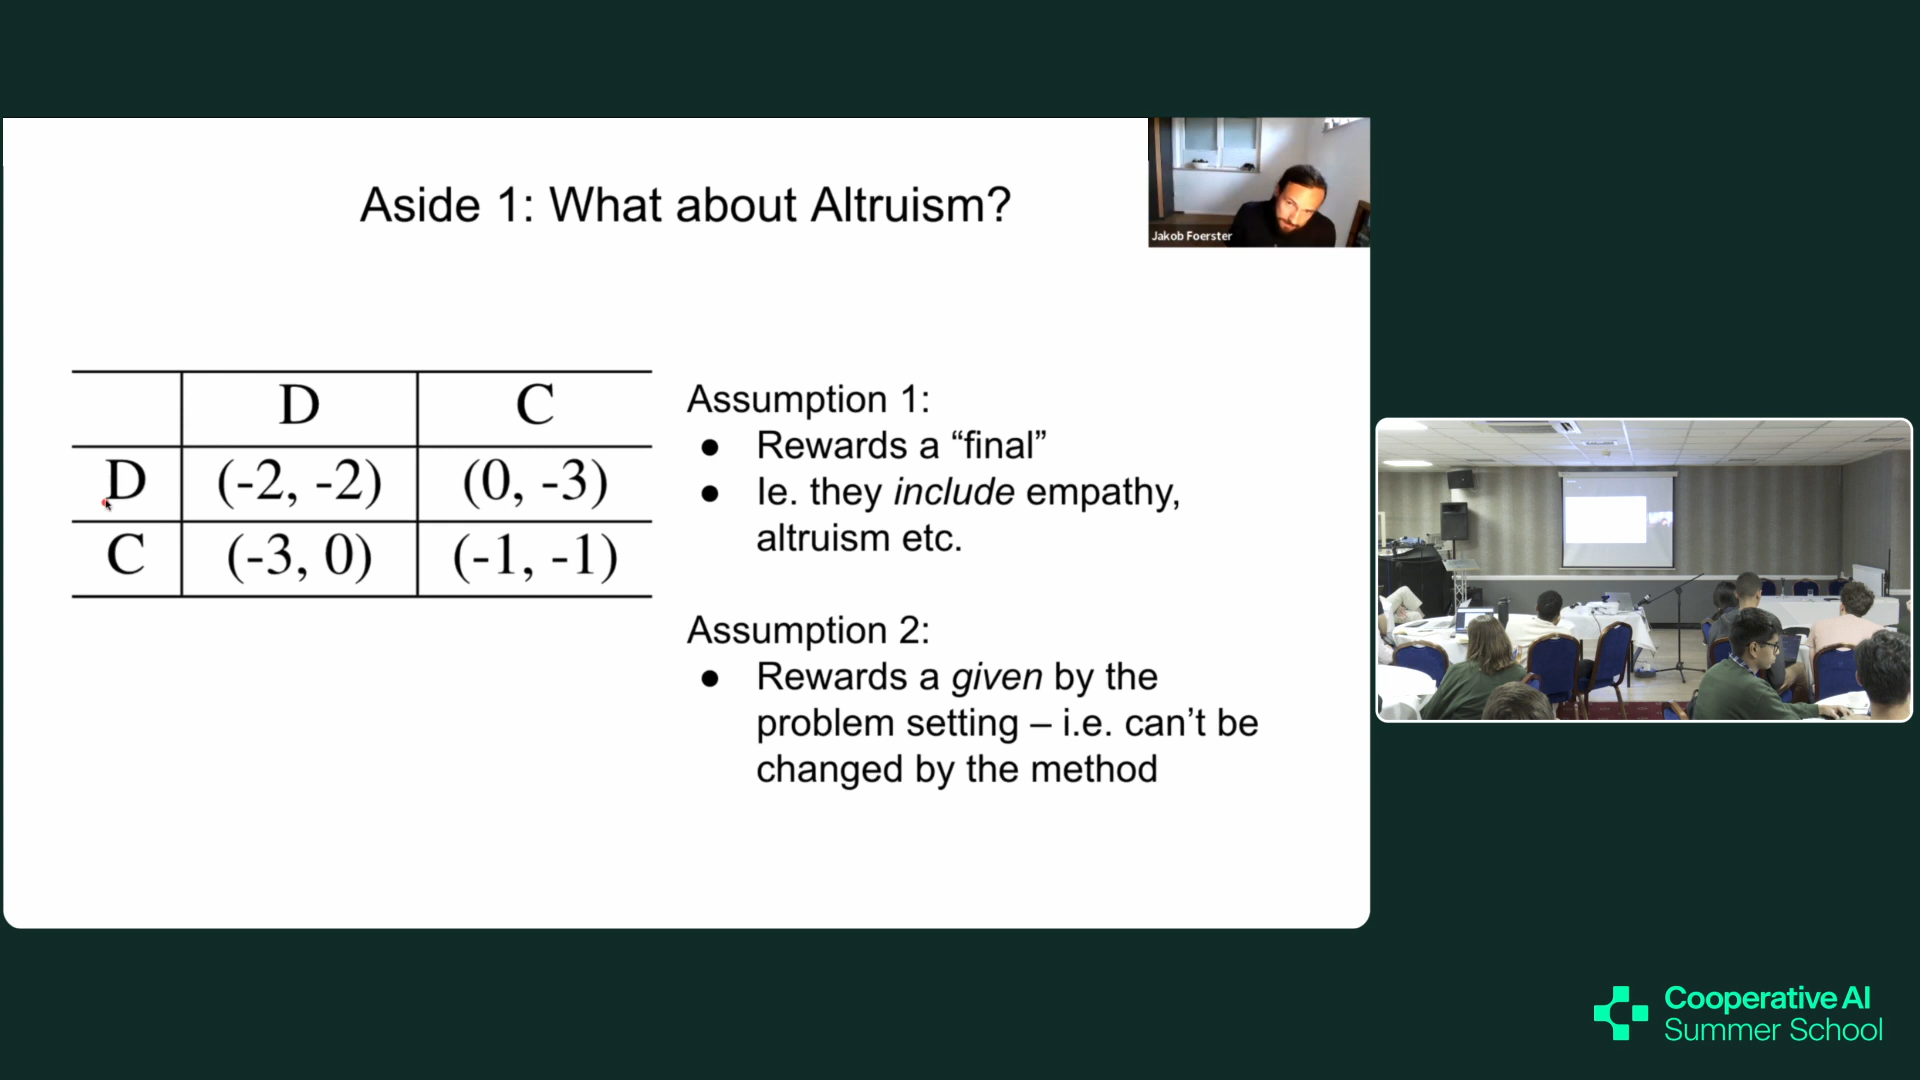 Aside 1: What about Altruism?
Jakob Foerster
D C
D (-2, -2) (0, -3)
C (-3, 0) (-1, -1)
Assumption 1:
● Rewards a “final”
● Ie. they include empathy,
altruism etc.
Assumption 2:
● Rewards a given by the
problem setting – i.e. can’t be
changed by the method
Cooperative AI
Summer School